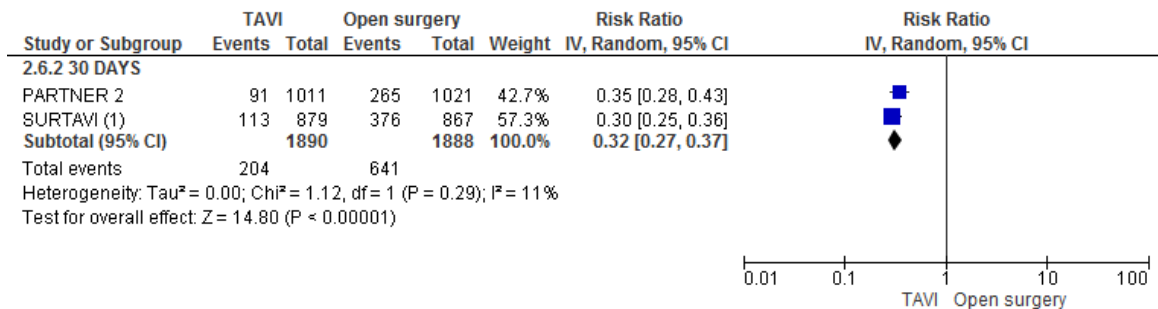 TAVI Open surgery Risk Ratio Risk Ratio
Study or Subgroup Events Total Events Total Weight IV, Random, 95% CI IV, Random, 95% CI
2.6.2 30 DAYS
PARTNER 2 91 1011 265 1021 42.7% 0.35 [0.28, 0.43]
SURTAVI (1) 113 879 376 867 57.3% 0.30 [0.25, 0.36]
Subtotal (95% CI) 1890 1888 100.0% 0.32 [0.27, 0.37]
Total events 204 641
Heterogeneity: Tau² = 0.00; Chi² = 1.12, df = 1 (P = 0.29); I² = 11%
Test for overall effect: Z = 14.80 (P < 0.00001)
0.01 0.1 1 10 100
TAVI Open surgery